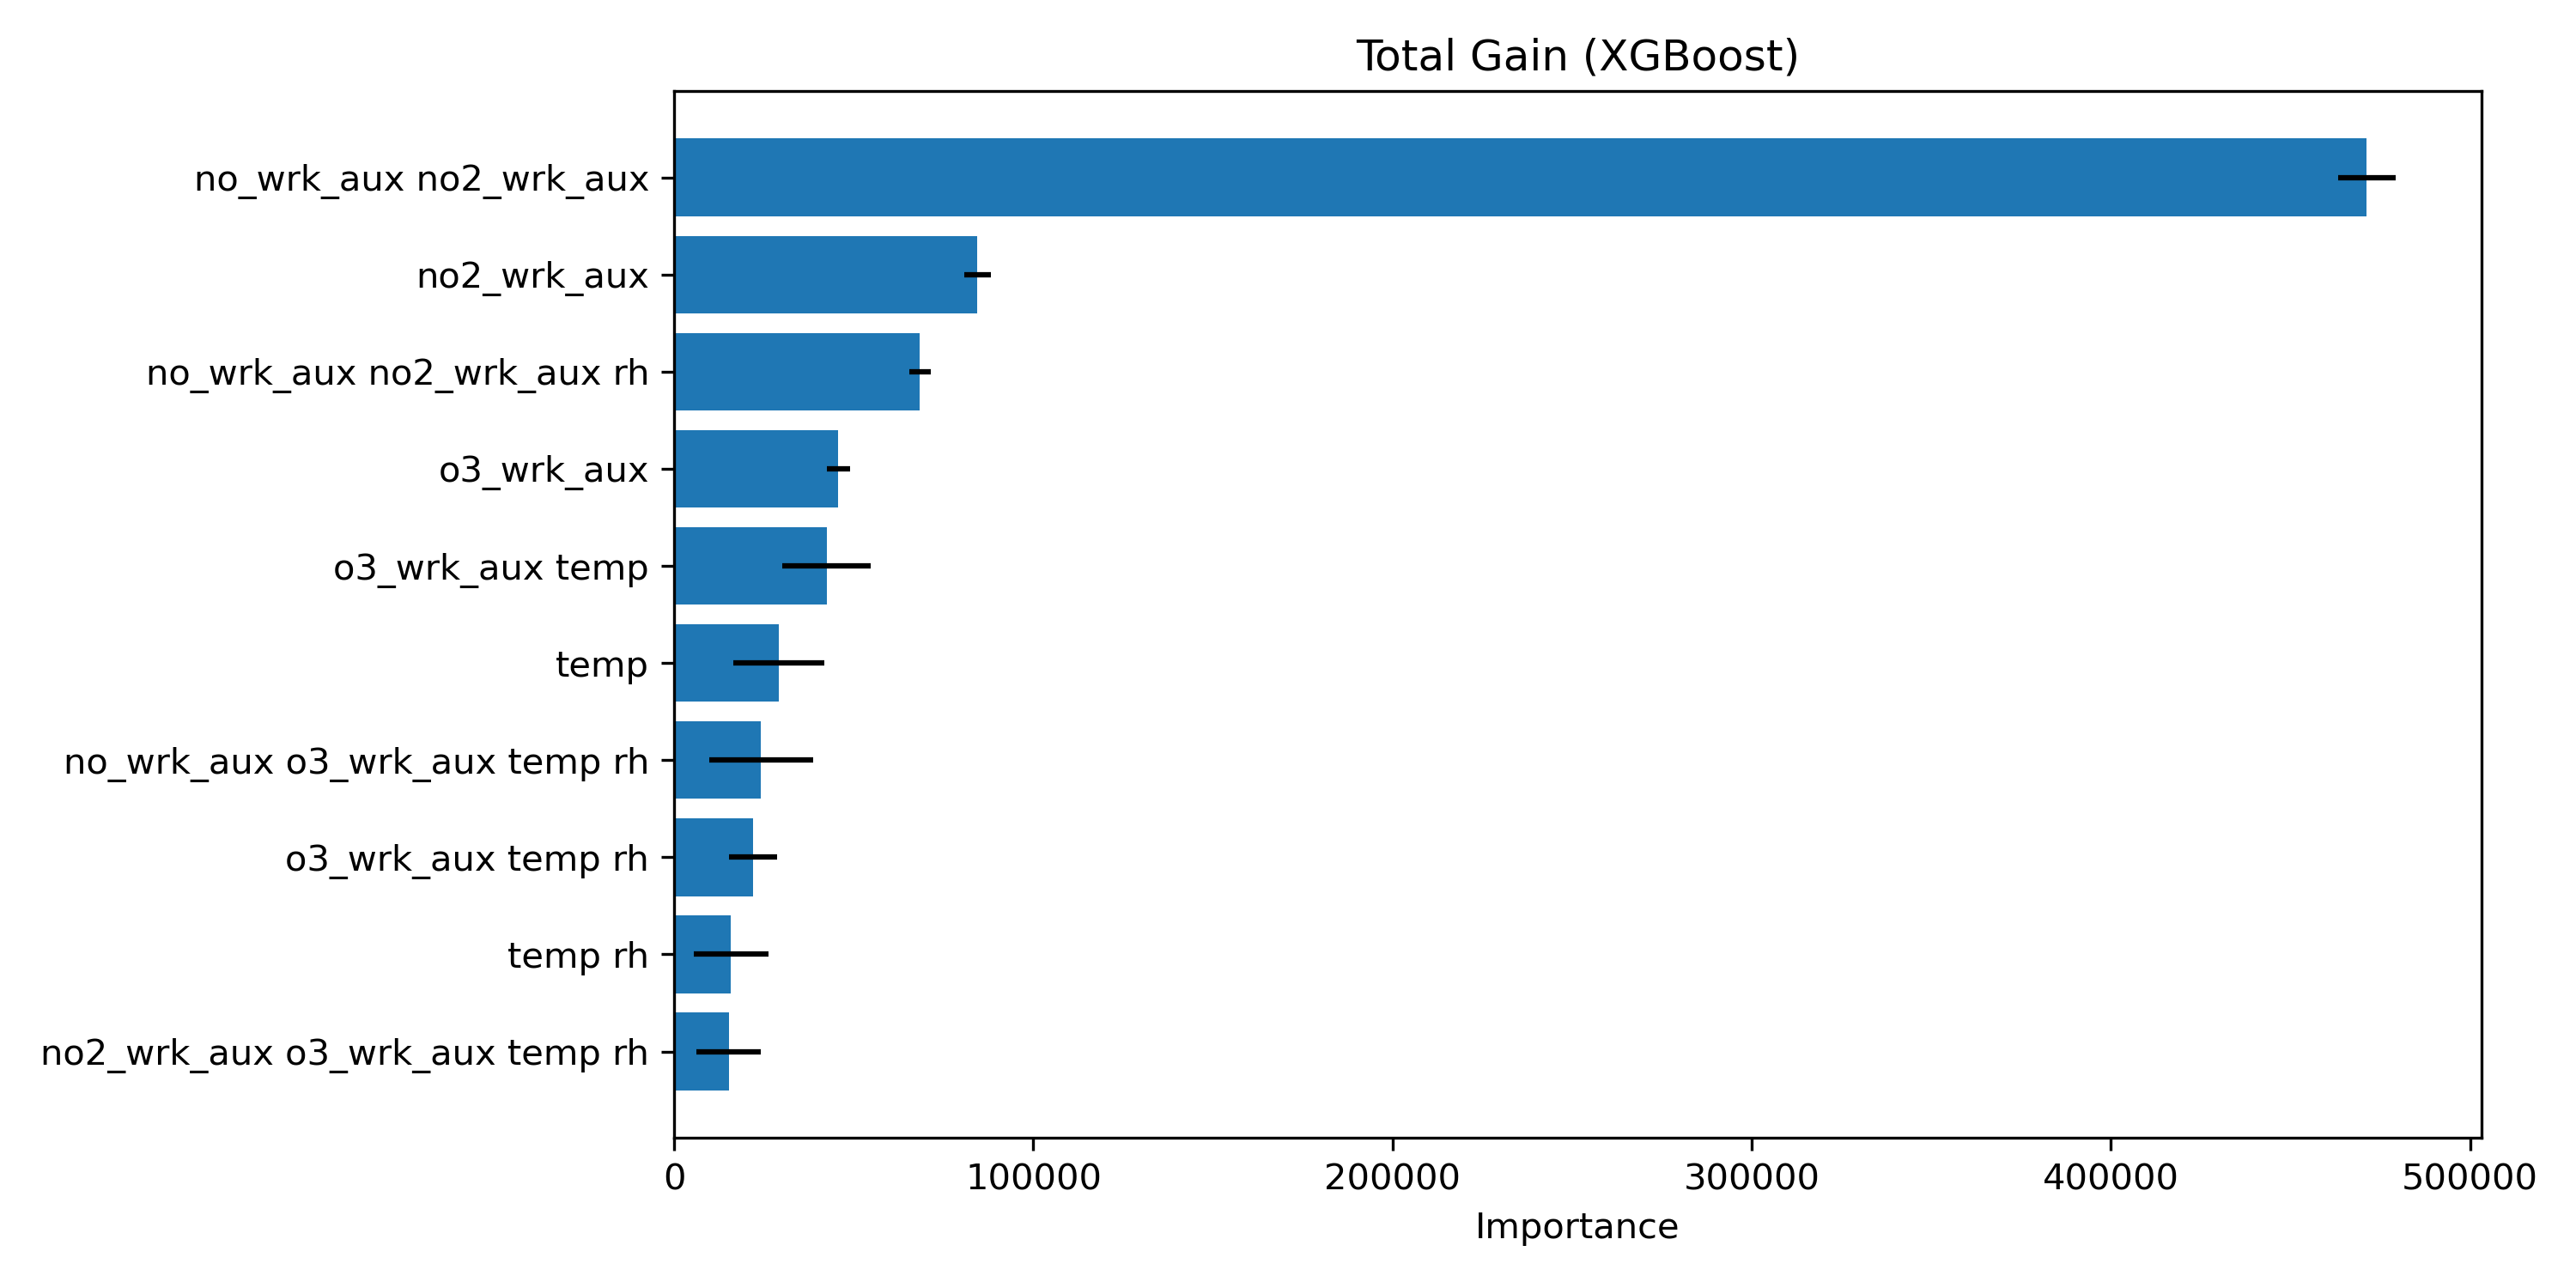 Total Gain (XGBoost)
no_wrk_aux no2_wrk_aux
no2_wrk_aux
no_wrk_aux no2_wrk_aux rh
o3_wrk_aux
o3_wrk_aux temp
temp
no_wrk_aux o3_wrk_aux temp rh
o3_wrk_aux temp rh
temp rh
no2_wrk_aux o3_wrk_aux temp rh
0 100000 200000 300000 400000 500000
Importance